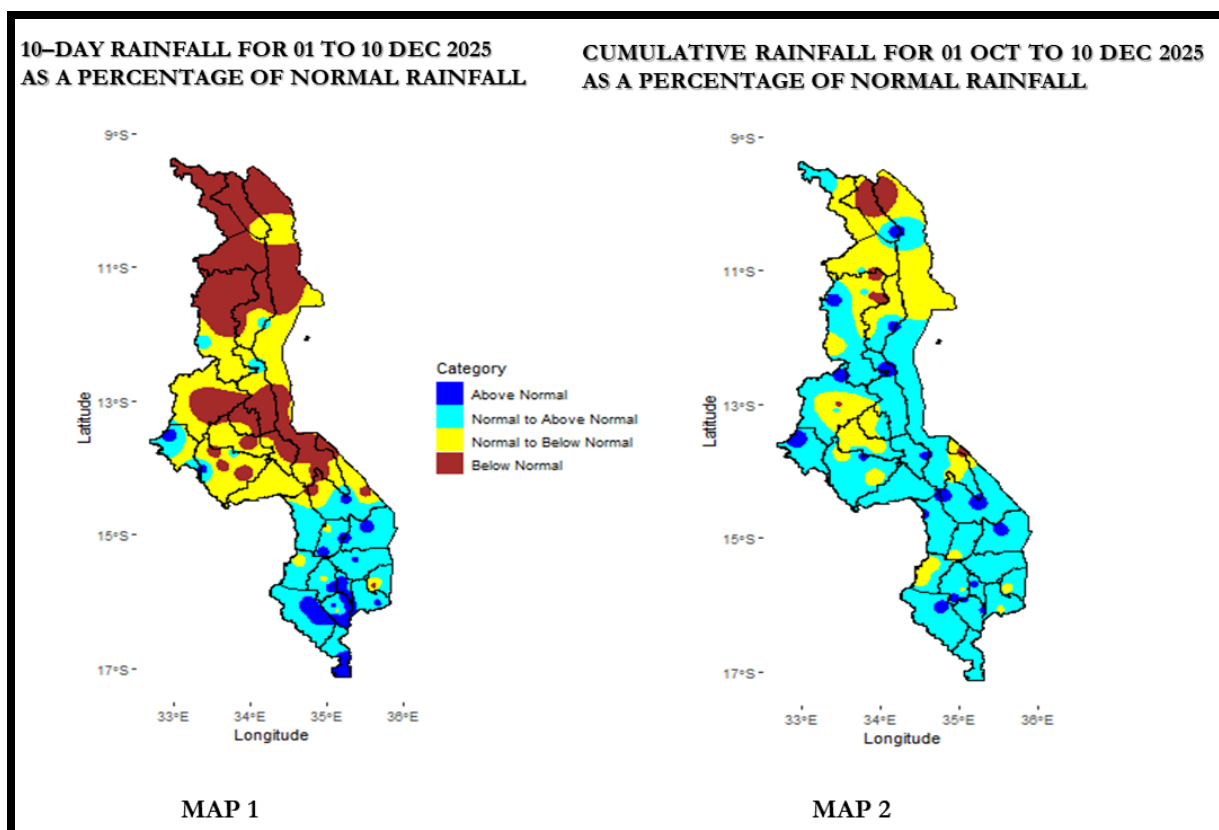 10–DAY RAINFALL FOR 01 TO 10 DEC 2025
AS A PERCENTAGE OF NORMAL RAINFALL
9°S
11°S
13°S
15°S
17°S
Latitude
33°E 34°E 35°E 36°E
Longitude
MAP 1
Category
Above Normal
Normal to Above Normal
Normal to Below Normal
Below Normal
CUMULATIVE RAINFALL FOR 01 OCT TO 10 DEC 2025
AS A PERCENTAGE OF NORMAL RAINFALL
9°S
11°S
13°S
15°S
17°S
Latitude
33°E 34°E 35°E 36°E
Longitude
MAP 2